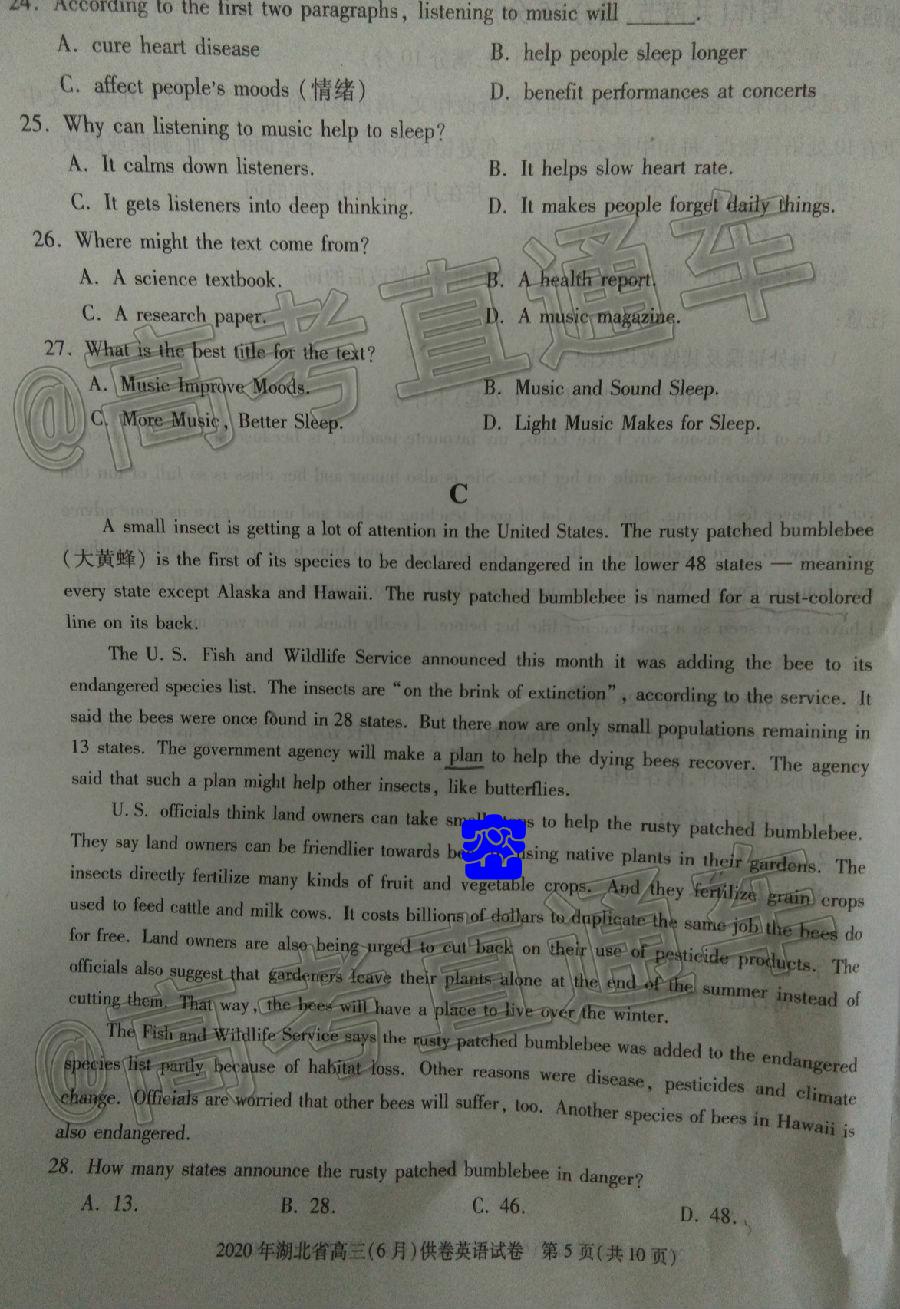 24. According to the first two paragraphs, listening to music will ______.
A. cure heart disease B. help people sleep longer
C. affect people's moods (情绪) D. benefit performances at concerts
25. Why can listening to music help to sleep?
A. It calms down listeners. B. It helps slow heart rate.
C. It gets listeners into deep thinking. D. It makes people forget daily things.
26. Where might the text come from?
A. A science textbook. B. A health report.
C. A research paper. D. A music magazine.
27. What is the best title for the text?
A. Music Improve Moods. B. Music and Sound Sleep.
C. More Music, Better Sleep. D. Light Music Makes for Sleep.
@高考直通车
C
A small insect is getting a lot of attention in the United States. The rusty patched bumblebee
(大黄蜂) is the first of its species to be declared endangered in the lower 48 states — meaning
every state except Alaska and Hawaii. The rusty patched bumblebee is named for a rust-colored
line on its back.
The U. S. Fish and Wildlife Service announced this month it was adding the bee to its
endangered species list. The insects are "on the brink of extinction", according to the service. It
said the bees were once found in 28 states. But there now are only small populations remaining in
13 states. The government agency will make a plan to help the dying bees recover. The agency
said that such a plan might help other insects, like butterflies.
U. S. officials think land owners can take to help the rusty patched bumblebee.
They say land owners can be friendlier towards native plants in their gardens. The
insects directly fertilize many kinds of fruit and vegetable crops. And they fertilize grain crops
used to feed cattle and milk cows. It costs billions of dollars to duplicate the same job the bees do
for free. Land owners are also being urged to cut back on their use of pesticide products. The
officials also suggest that gardeners leave their plants alone at the end of the summer instead of
cutting them. That way, the bees will have a place to live over the winter.
The Fish and Wildlife Service says the rusty patched bumblebee was added to the endangered
species list partly because of habitat loss. Other reasons were disease, pesticides and climate
change. Officials are worried that other bees will suffer, too. Another species of bees in Hawaii is
also endangered.
@高考直通车
28. How many states announce the rusty patched bumblebee in danger?
A. 13. B. 28. C. 46. D. 48.
2020年湖北省高三(6月)供卷英语试卷 第5页(共10页)